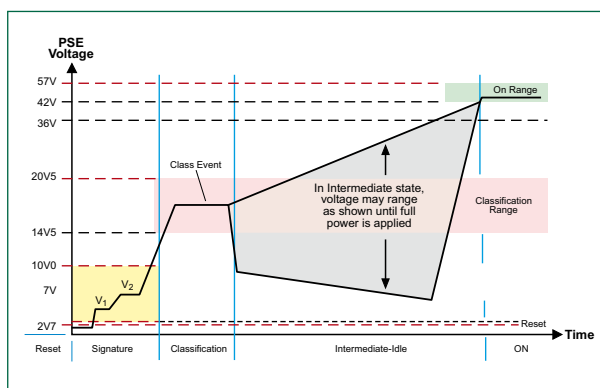 PSE
Voltage
57V
42V
36V
20V5
14V5
10V0
7V
2V7
On Range
Class Event
In Intermediate state,
voltage may range
as shown until full
power is applied
Classification
Range
V1
V2
Reset
Time
Reset
Signature
Classification
Intermediate-Idle
ON